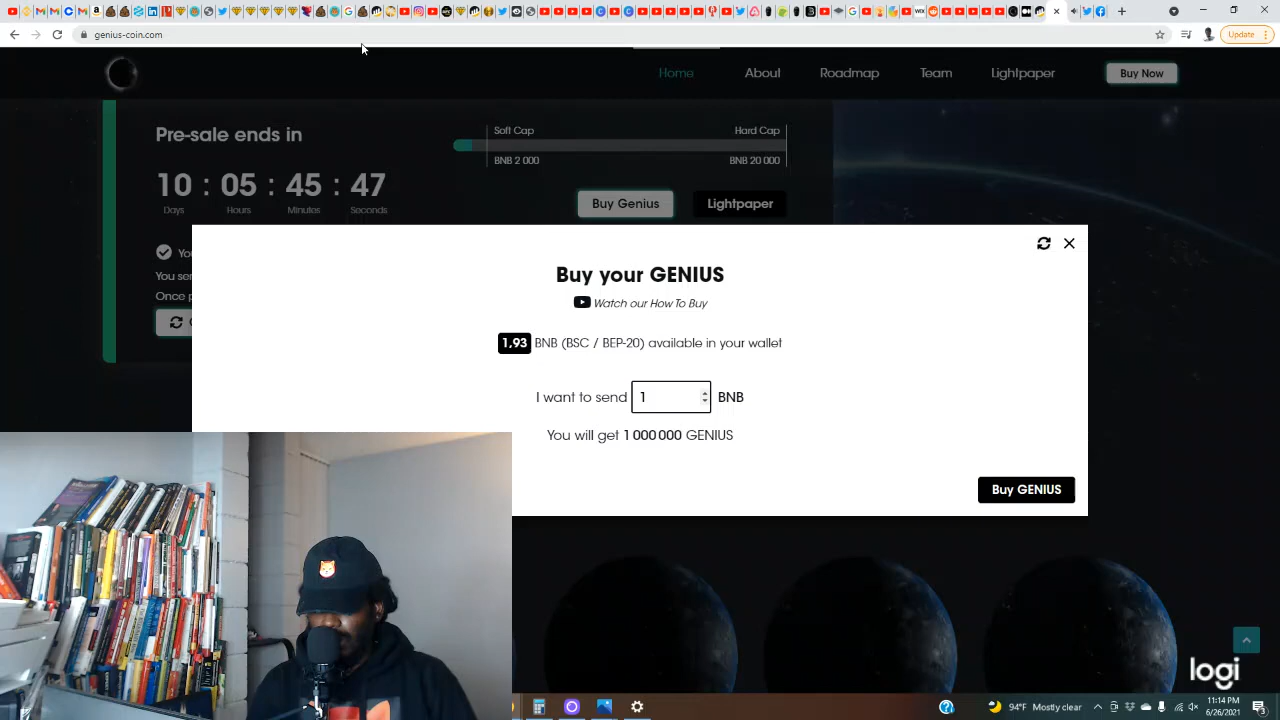 genius-coin.com
Update
Home
About
Roadmap
Team
Lightpaper
Buy Now
Pre-sale ends in
10 : 05 : 45 : 47
Days
Hours
Minutes
Seconds
Soft Cap
Hard Cap
BNB 2 000
BNB 20 000
Buy Genius
Lightpaper
You ser
Once p
Buy your GENIUS
Watch our How To Buy
1,93 BNB (BSC / BEP-20) available in your wallet
I want to send 1 BNB
You will get 1 000 000 GENIUS
Buy GENIUS
logi
94°F Mostly clear
11:14 PM
6/26/2021